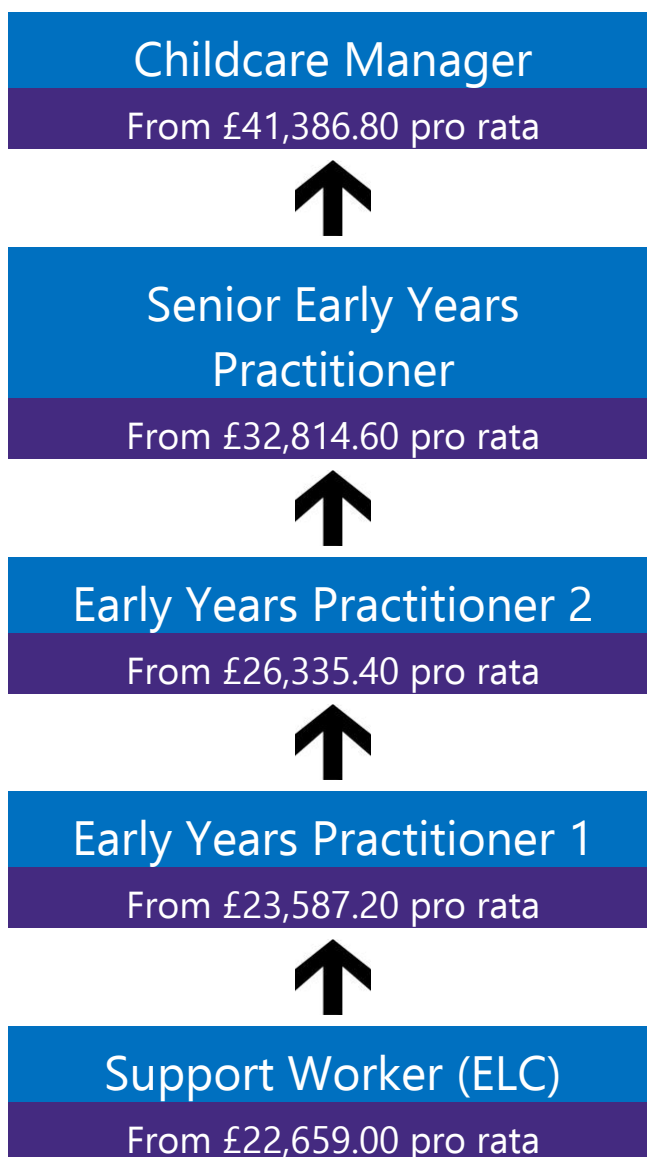 Childcare Manager
From £41,386.80 pro rata
Senior Early Years
Practitioner
From £32,814.60 pro rata
Early Years Practitioner 2
From £26,335.40 pro rata
Early Years Practitioner 1
From £23,587.20 pro rata
Support Worker (ELC)
From £22,659.00 pro rata